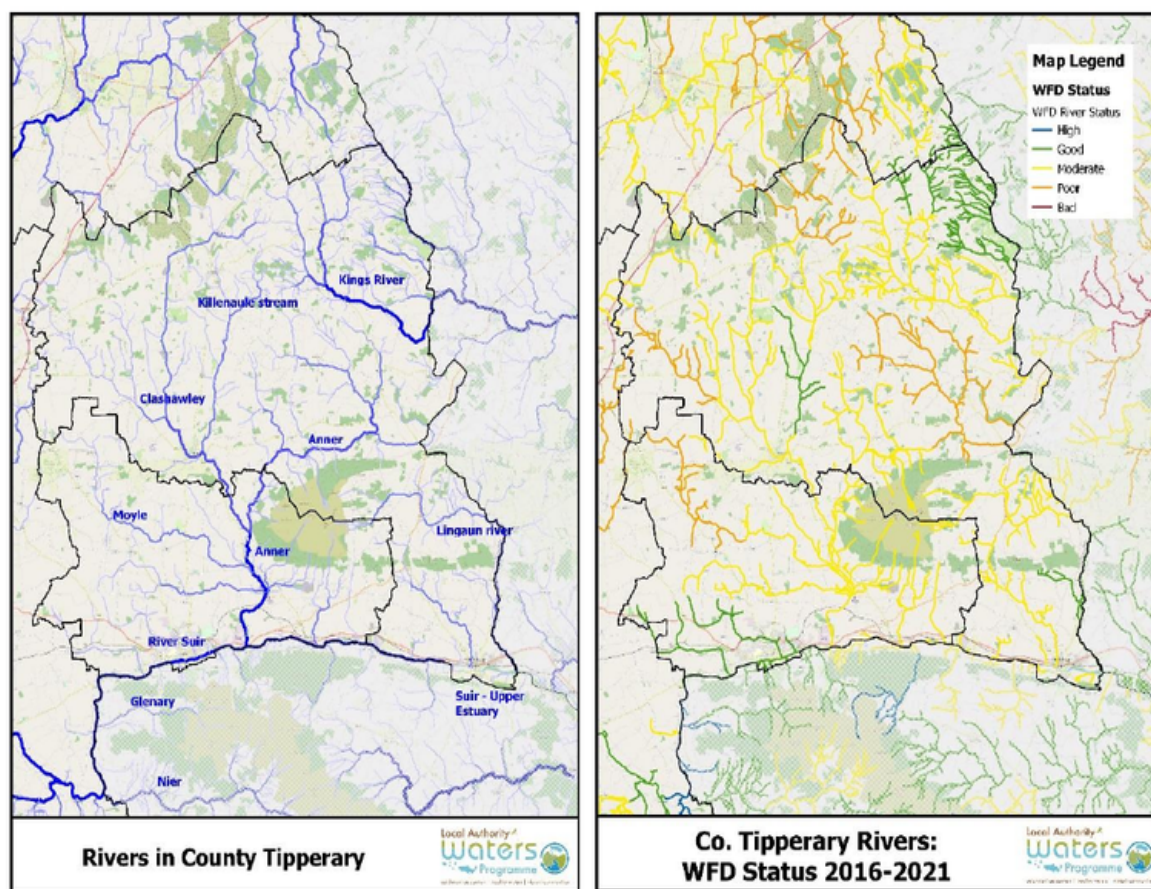 Kings River
Killenaule stream
Clashawley
Anner
Moyle
Lingaun river
Anner
River Suir
Glenary
Suir - Upper
Estuary
Nier
Rivers in County Tipperary
Local Authority
Waters
Programme
Map Legend
WFD Status
WFD River Status
High
Good
Moderate
Poor
Bad
Co. Tipperary Rivers:
WFD Status 2016-2021
Local Authority
Waters
Programme